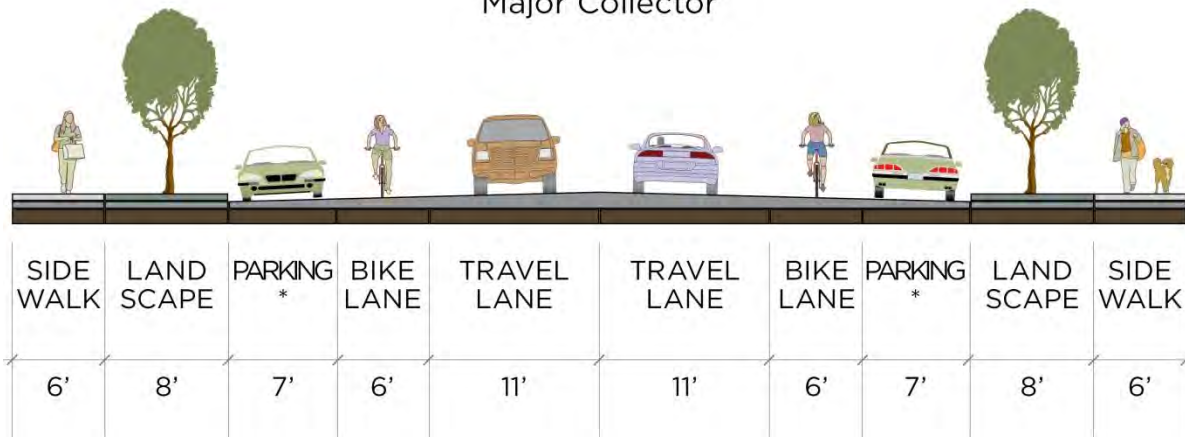 Major Collector
SIDE WALK
LAND SCAPE
PARKING *
BIKE LANE
TRAVEL LANE
TRAVEL LANE
BIKE LANE
PARKING *
LAND SCAPE
SIDE WALK
6’ 8’ 7’ 6’ 11’ 11’ 6’ 7’ 8’ 6’